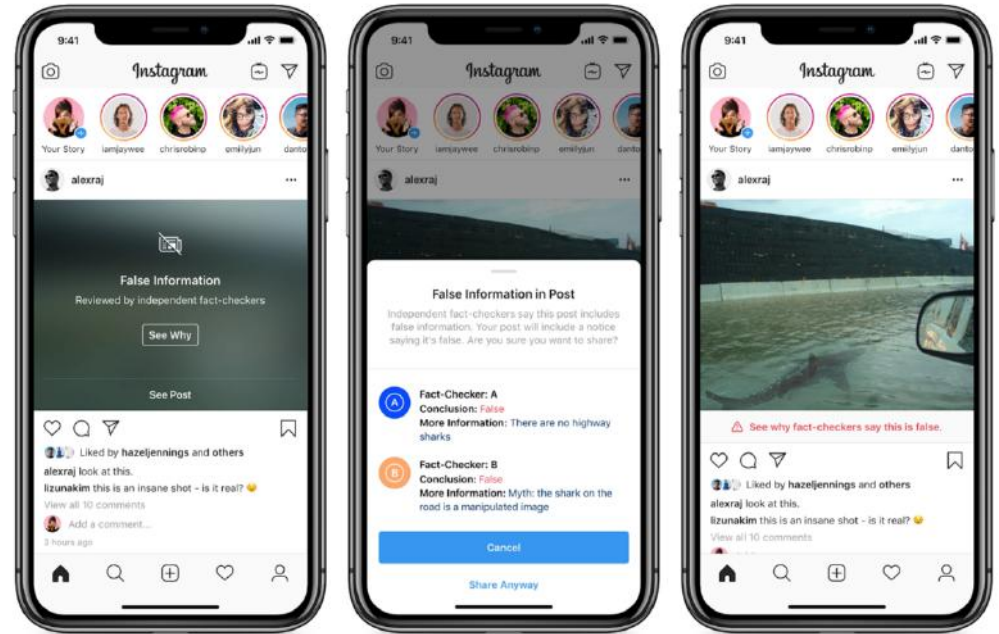 9:41
Instagram
Your Story
iamjaywee
chrisrobinp
emilyjun
danto
alexraj
False Information
Reviewed by independent fact-checkers
See Why
See Post
Liked by hazeljennings and others
alexraj look at this.
lizunakim this is an insane shot - is it real? 😉
View all 10 comments
Add a comment...
3 hours ago
9:41
Instagram
Your Story
iamjaywee
chrisrobinp
emilyjun
danto
alexraj
False Information in Post
Independent fact-checkers say this post includes
false information. Your post will include a notice
saying it's false. Are you sure you want to share?
A
Fact-Checker: A
Conclusion: False
More Information: There are no highway
sharks
B
Fact-Checker: B
Conclusion: False
More Information: Myth: the shark on the
road is a manipulated image
Cancel
Share Anyway
9:41
Instagram
Your Story
iamjaywee
chrisrobinp
emilyjun
danto
alexraj
See why fact-checkers say this is false.
Liked by hazeljennings and others
alexraj look at this.
lizunakim this is an insane shot - is it real? 😉
View all 10 comments